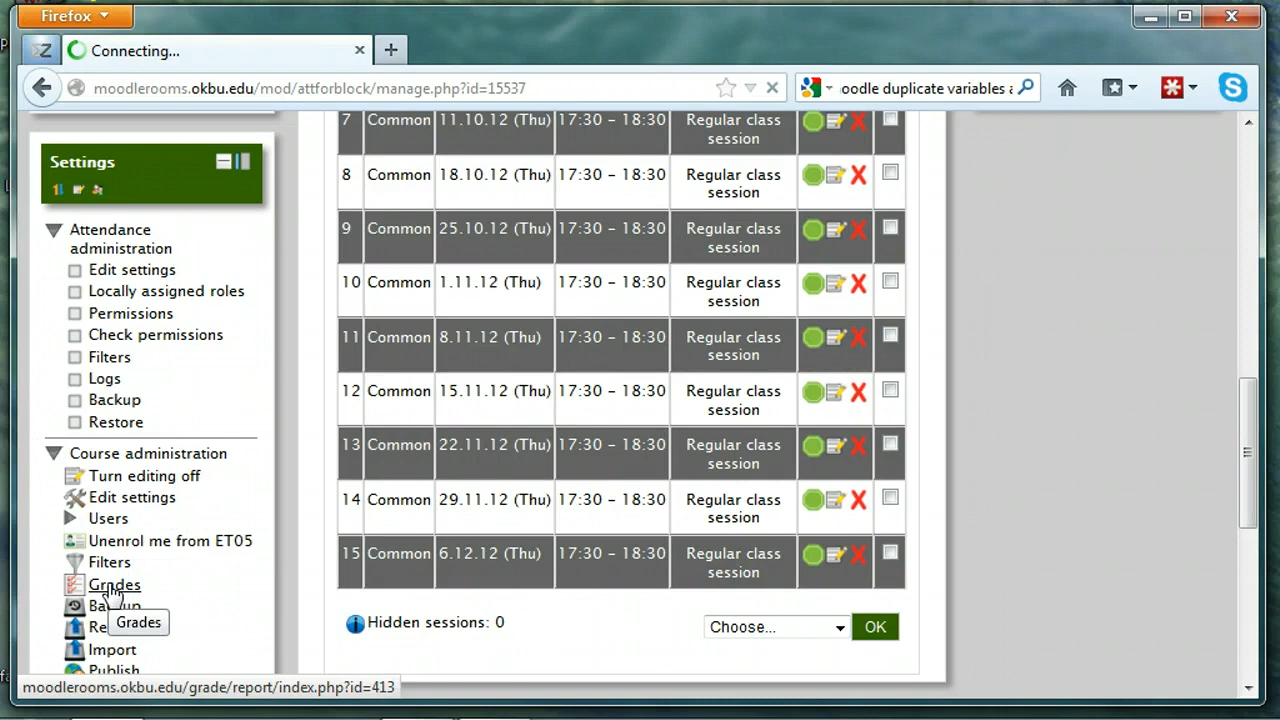 Firefox
Connecting...
moodlerooms.okbu.edu/mod/attforblock/manage.php?id=15537
oodle duplicate variables a
Settings
Attendance
administration
Edit settings
Locally assigned roles
Permissions
Check permissions
Filters
Logs
Backup
Restore
Course administration
Turn editing off
Edit settings
Users
Unenrol me from ET05
Filters
Grades
Grades
Import
Publish
7 Common 11.10.12 (Thu) 17:30 - 18:30 Regular class
session
8 Common 18.10.12 (Thu) 17:30 - 18:30 Regular class
session
9 Common 25.10.12 (Thu) 17:30 - 18:30 Regular class
session
10 Common 1.11.12 (Thu) 17:30 - 18:30 Regular class
session
11 Common 8.11.12 (Thu) 17:30 - 18:30 Regular class
session
12 Common 15.11.12 (Thu) 17:30 - 18:30 Regular class
session
13 Common 22.11.12 (Thu) 17:30 - 18:30 Regular class
session
14 Common 29.11.12 (Thu) 17:30 - 18:30 Regular class
session
15 Common 6.12.12 (Thu) 17:30 - 18:30 Regular class
session
Hidden sessions: 0
Choose...
OK
moodlerooms.okbu.edu/grade/report/index.php?id=413